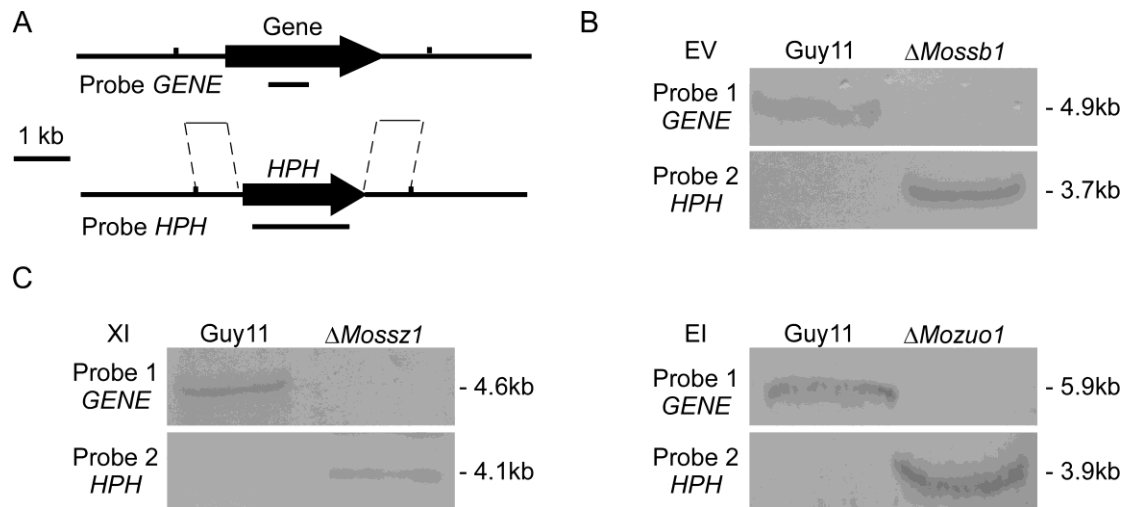 A
Gene
Probe GENE
1 kb
HPH
Probe HPH
B
EV
Guy11
ΔMossb1
Probe 1
GENE
- 4.9kb
Probe 2
HPH
- 3.7kb
C
XI
Guy11
ΔMossz1
Probe 1
GENE
- 4.6kb
Probe 2
HPH
- 4.1kb
EI
Guy11
ΔMozuo1
Probe 1
GENE
- 5.9kb
Probe 2
HPH
- 3.9kb